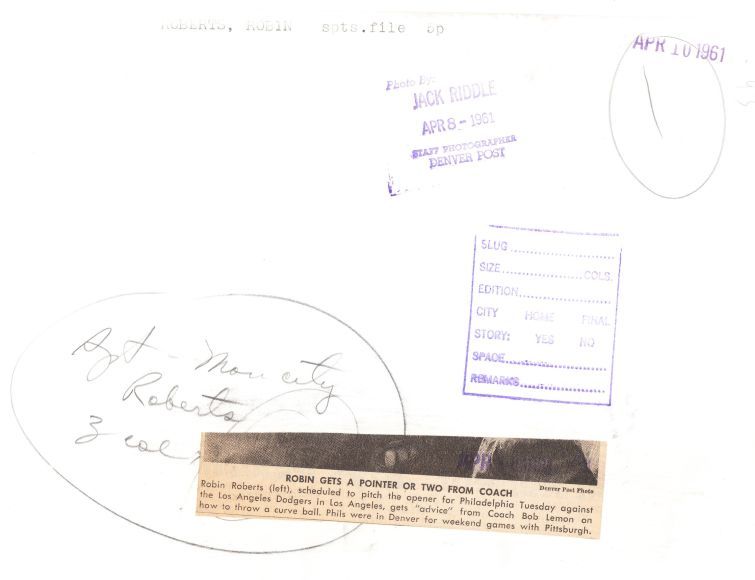 ROBERTS, ROBIN spts.file 5p
APR 10 1961
Photo By:
JACK RIDDLE
APR 8 - 1961
STAFF PHOTOGRAPHER
DENVER POST
SLUG
SIZE COLS.
EDITION
CITY HOME FINAL
STORY: YES NO
SPACE
REMARKS
Spt - Mon city
Roberts
3 col
Denver Post Photo
ROBIN GETS A POINTER OR TWO FROM COACH
Robin Roberts (left), scheduled to pitch the opener for Philadelphia Tuesday against
the Los Angeles Dodgers in Los Angeles, gets "advice" from Coach Bob Lemon on
how to throw a curve ball. Phils were in Denver for weekend games with Pittsburgh.